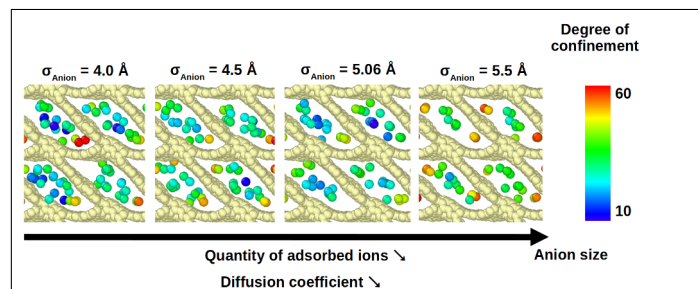 Degree of
confinement
σAnion = 4.0 Å
σAnion = 4.5 Å
σAnion = 5.06 Å
σAnion = 5.5 Å
60
10
Quantity of adsorbed ions ↘
Anion size
Diffusion coefficient ↘